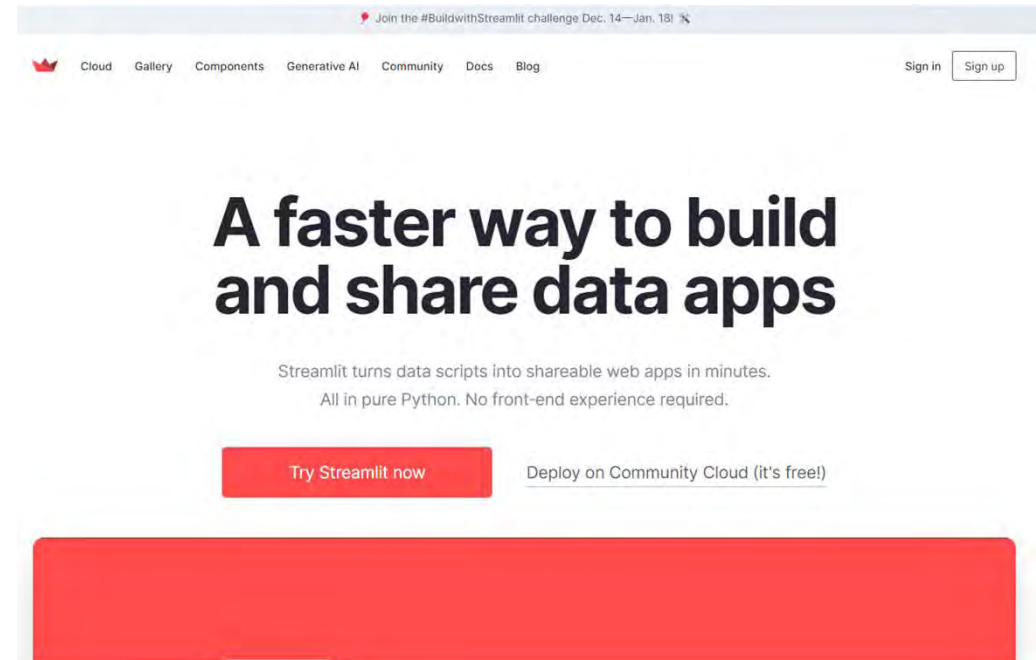 Join the #BuildwithStreamlit challenge Dec. 14—Jan. 18!
Cloud Gallery Components Generative AI Community Docs Blog Sign in Sign up
A faster way to build
and share data apps
Streamlit turns data scripts into shareable web apps in minutes.
All in pure Python. No front-end experience required.
Try Streamlit now Deploy on Community Cloud (it's free!)